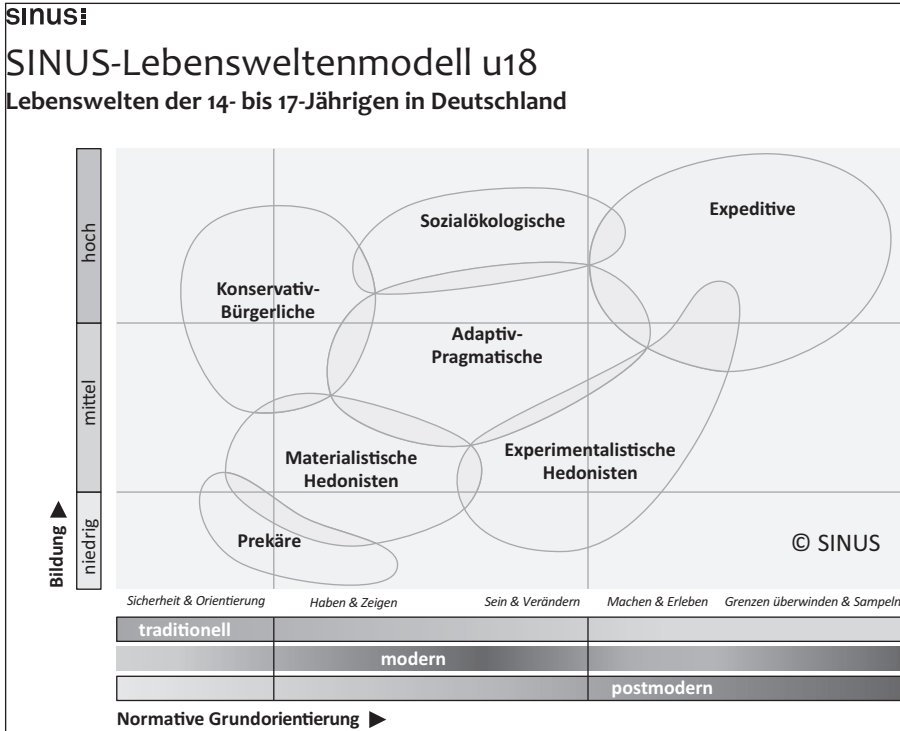 sınus:
SINUS-Lebensweltenmodell u18
Lebenswelten der 14- bis 17-Jährigen in Deutschland
Bildung ▶
hoch
mittel
niedrig
Sozialökologische
Expeditive
Konservativ-
Bürgerliche
Adaptiv-
Pragmatische
Materialistische
Hedonisten
Experimentalistische
Hedonisten
Prekäre
© SINUS
Sicherheit & Orientierung
Haben & Zeigen
Sein & Verändern
Machen & Erleben
Grenzen überwinden & Sampeln
traditionell
modern
postmodern
Normative Grundorientierung ▶